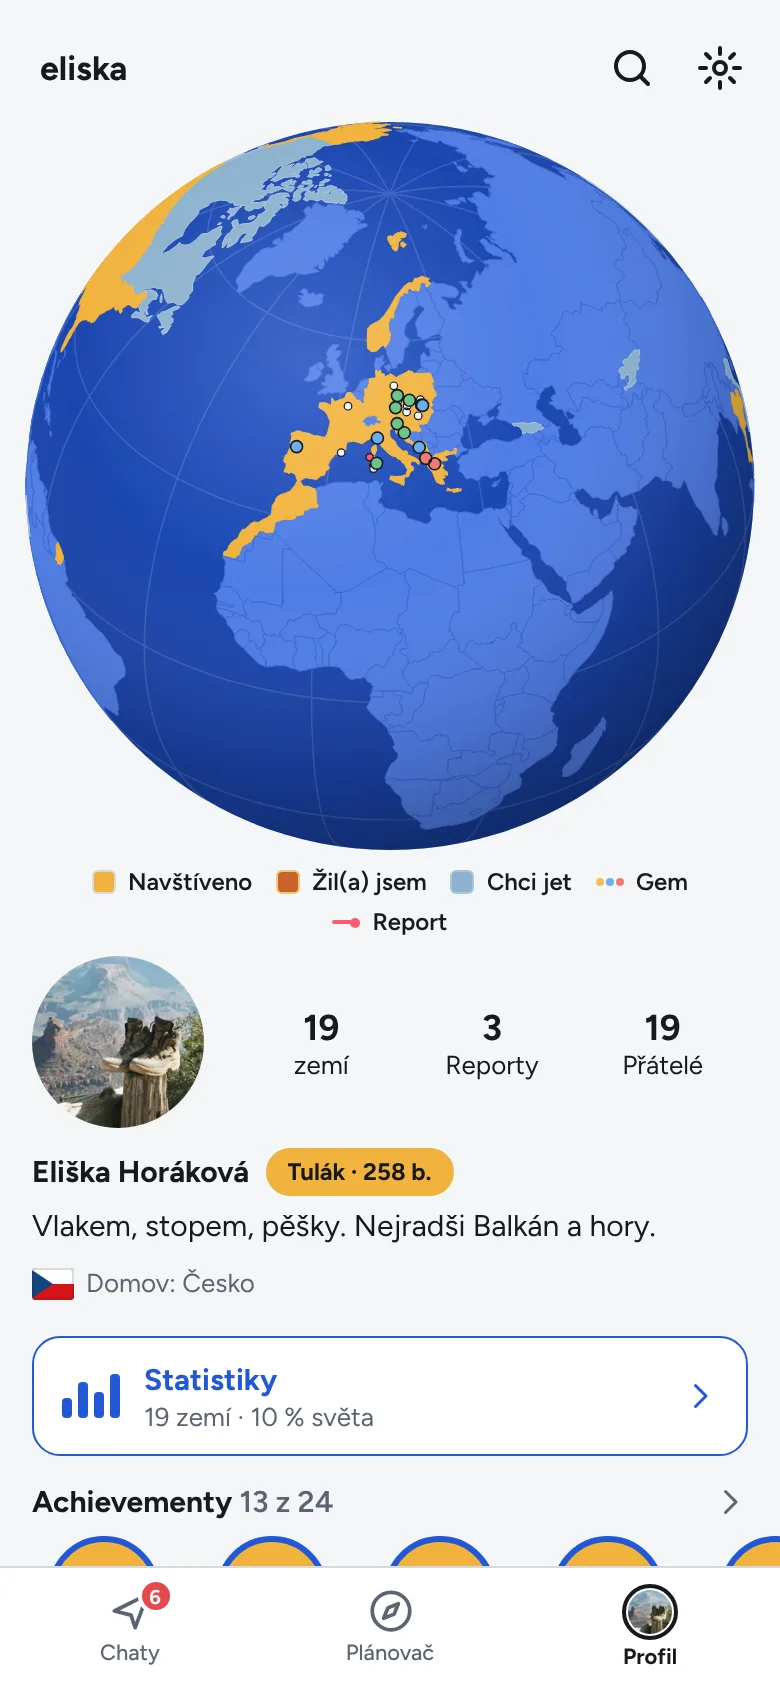 eliska
Navštíveno Žil(a) jsem Chci jet Gem
Report
19 3 19
zemí Reporty Přátelé
Eliška Horáková Tulák · 258 b.
Vlakem, stopem, pěšky. Nejradši Balkán a hory.
Domov: Česko
Statistiky
19 zemí · 10 % světa
Achievementy 13 z 24
6
Chaty Plánovač Profil